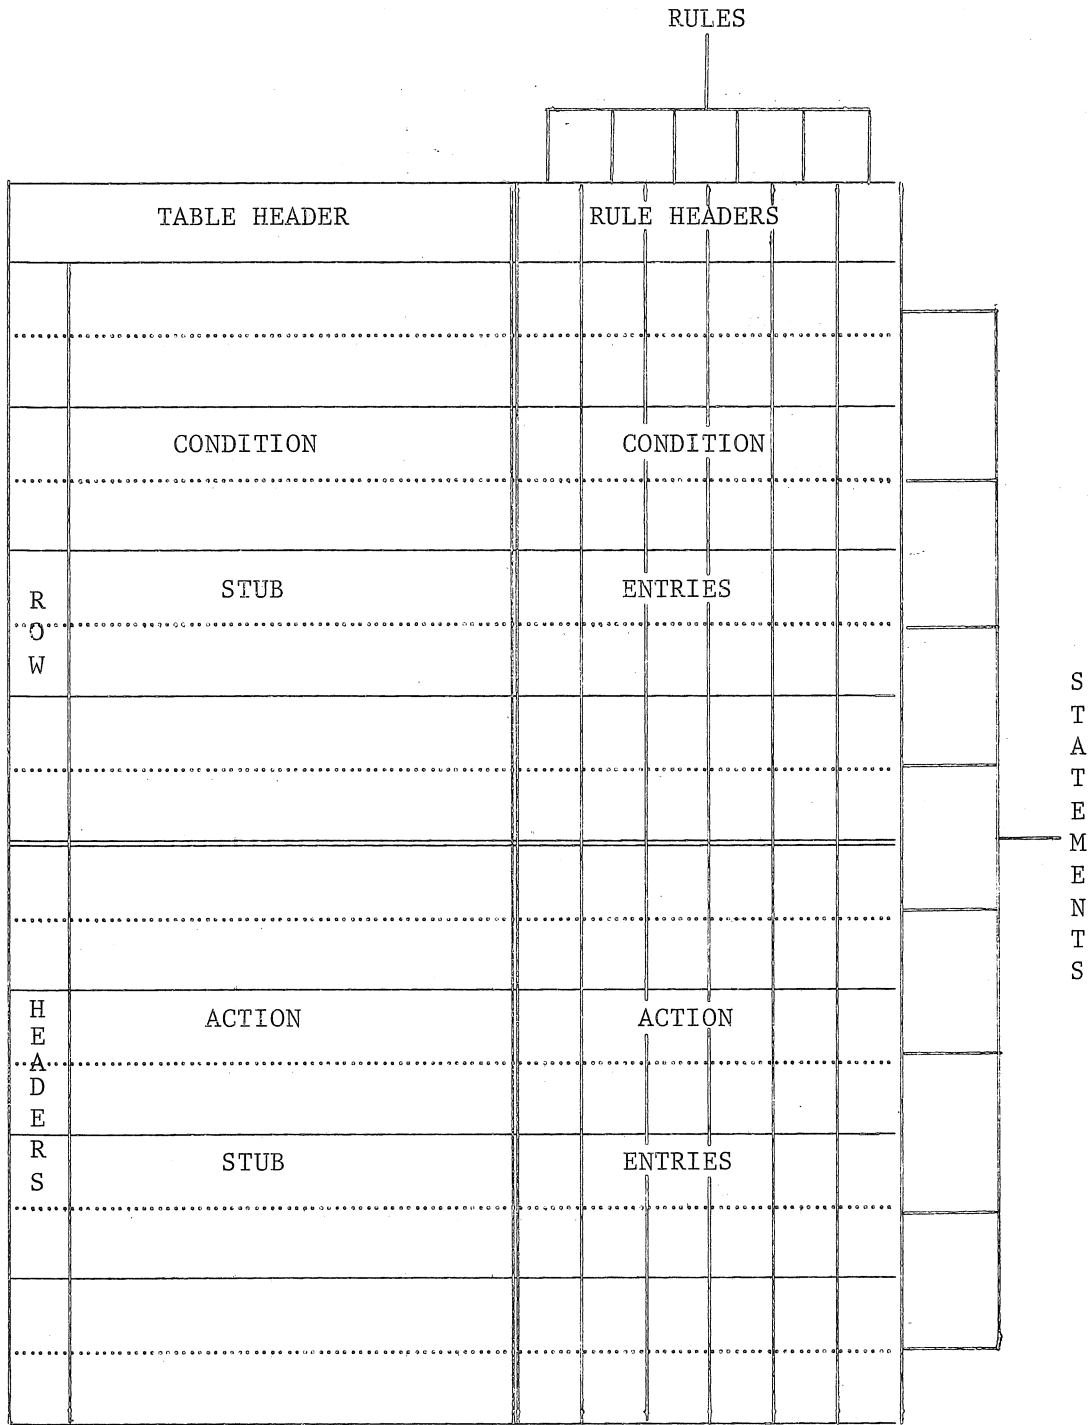 RULES
TABLE HEADER
RULE HEADERS
CONDITION
CONDITION
STUB
ENTRIES
ROW
STATEMENTS
HEADERS
ACTION
ACTION
STUB
ENTRIES